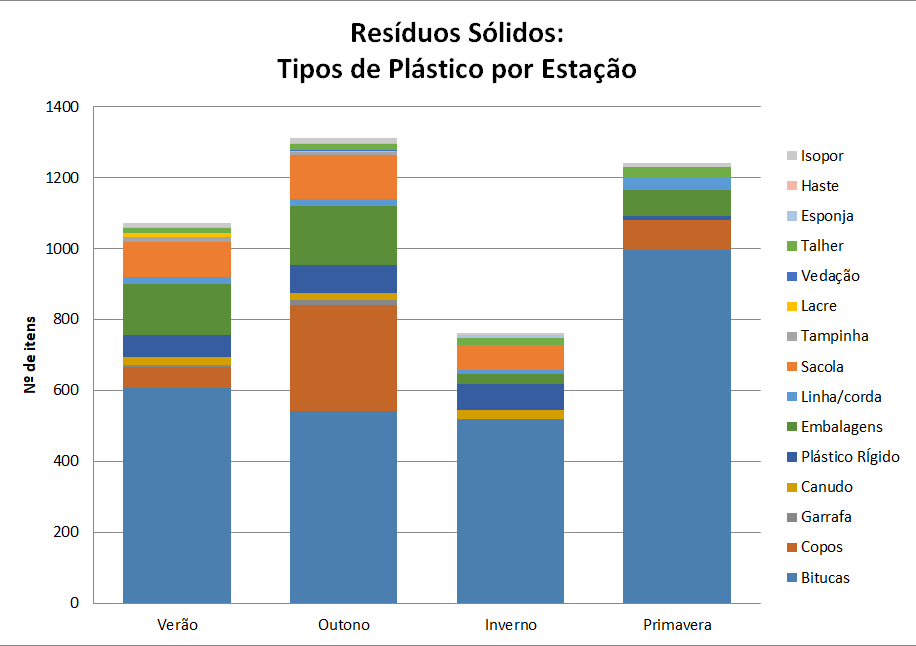 Resíduos Sólidos:
Tipos de Plástico por Estação
1400
1200
1000
800
600
400
200
0
Nº de itens
Verão
Outono
Inverno
Primavera
Isopor
Haste
Esponja
Talher
Vedação
Lacre
Tampinha
Sacola
Linha/corda
Embalagens
Plástico RÍgido
Canudo
Garrafa
Copos
Bitucas